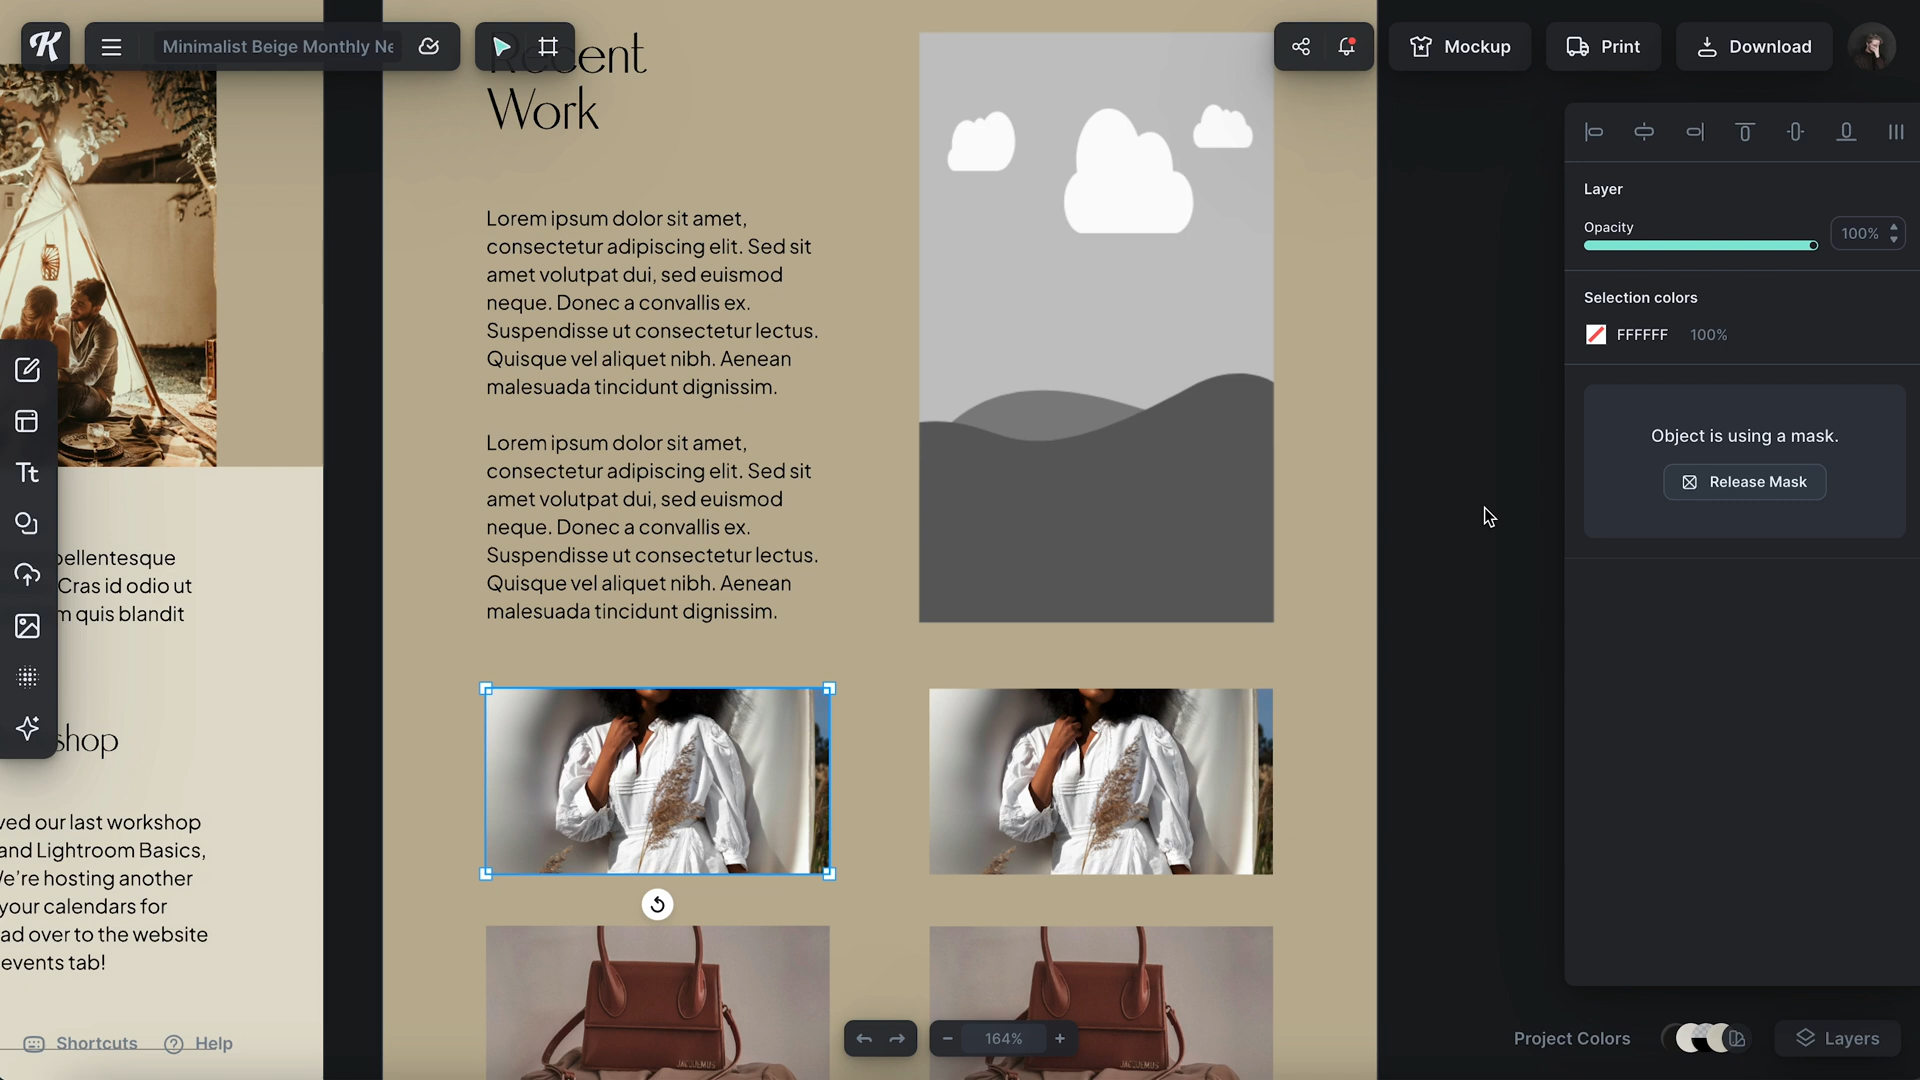 K
Minimalist Beige Monthly Ne
Mockup
Print
Download
Recent
Work
Lorem ipsum dolor sit amet,
consectetur adipiscing elit. Sed sit
amet volutpat dui, sed euismod
neque. Donec a convallis ex.
Suspendisse ut consectetur lectus.
Quisque vel aliquet nibh. Aenean
malesuada tincidunt dignissim.
Lorem ipsum dolor sit amet,
consectetur adipiscing elit. Sed sit
amet volutpat dui, sed euismod
neque. Donec a convallis ex.
Suspendisse ut consectetur lectus.
Quisque vel aliquet nibh. Aenean
malesuada tincidunt dignissim.
Tt
pellentesque
Cras id odio ut
m quis blandit
shop
ved our last workshop
and Lightroom Basics,
We're hosting another
your calendars for
ad over to the website
events tab!
Shortcuts
Help
JACQUEMUS
JACQUEMUS
164%
Layer
Opacity
100%
Selection colors
FFFFFF 100%
Object is using a mask.
Release Mask
Project Colors
Layers